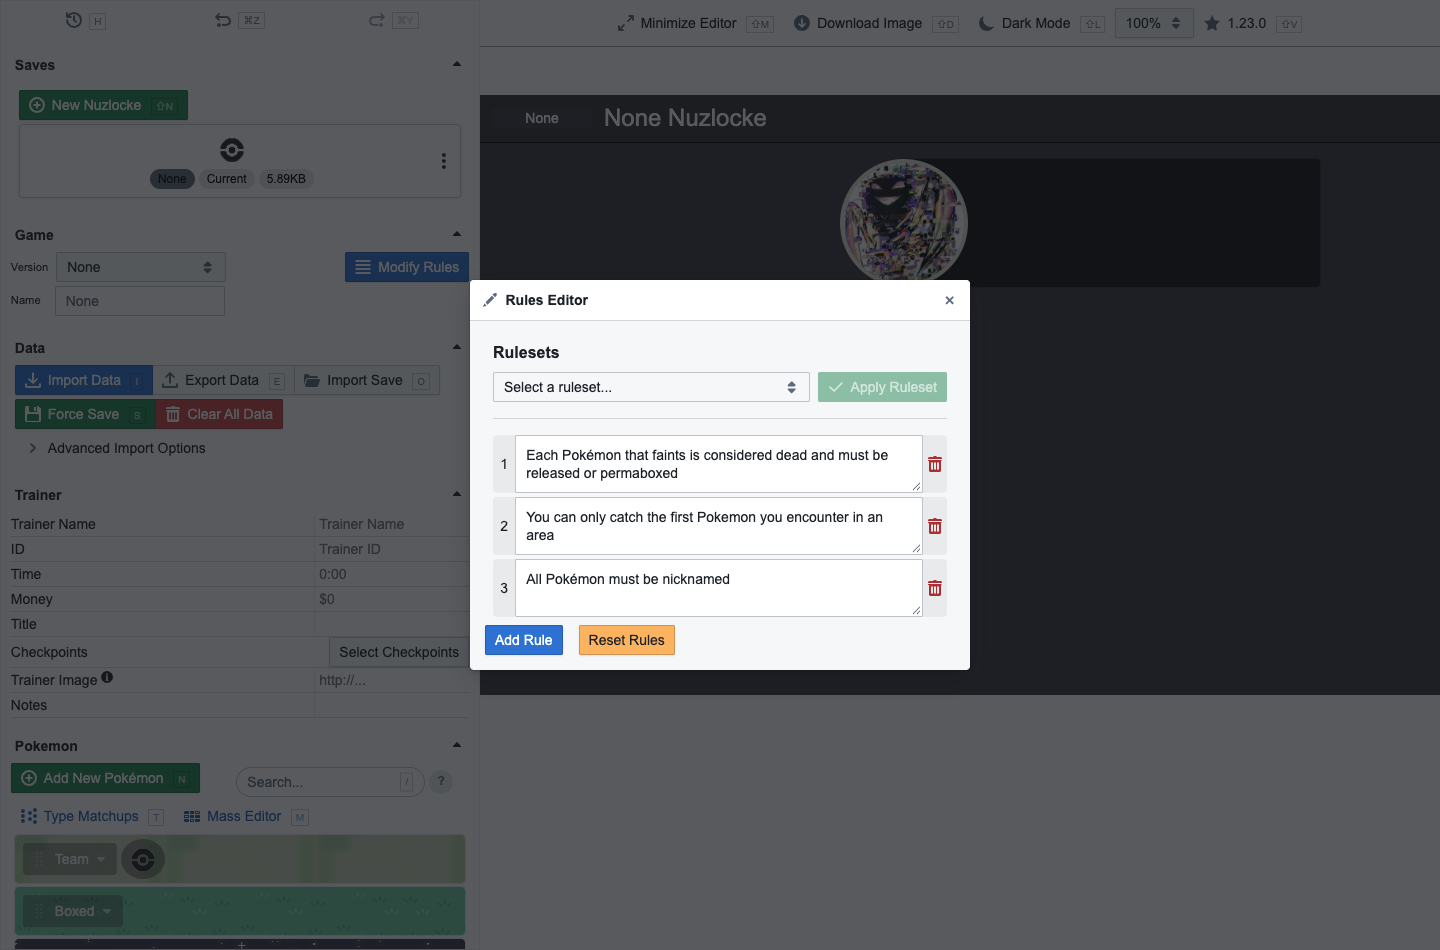 H
⌘Z
⌘Y
Minimize Editor ⇧M
Download Image ⇧D
Dark Mode ⇧L
100%
1.23.0 ⇧V
Saves
New Nuzlocke ⇧N
None Current 5.89KB
Game
Version None
Modify Rules
Name None
Data
Import Data I
Export Data E
Import Save O
Force Save S
Clear All Data
Advanced Import Options
Trainer
Trainer Name Trainer Name
ID Trainer ID
Time 0:00
Money $0
Title
Checkpoints Select Checkpoints
Trainer Image http://...
Notes
Pokemon
Add New Pokémon N
Search... /
?
Type Matchups T
Mass Editor M
Team
Boxed
None
None Nuzlocke
Rules Editor
Rulesets
Select a ruleset...
Apply Ruleset
1
Each Pokémon that faints is considered dead and must be
released or permaboxed
2
You can only catch the first Pokemon you encounter in an
area
3
All Pokémon must be nicknamed
Add Rule
Reset Rules